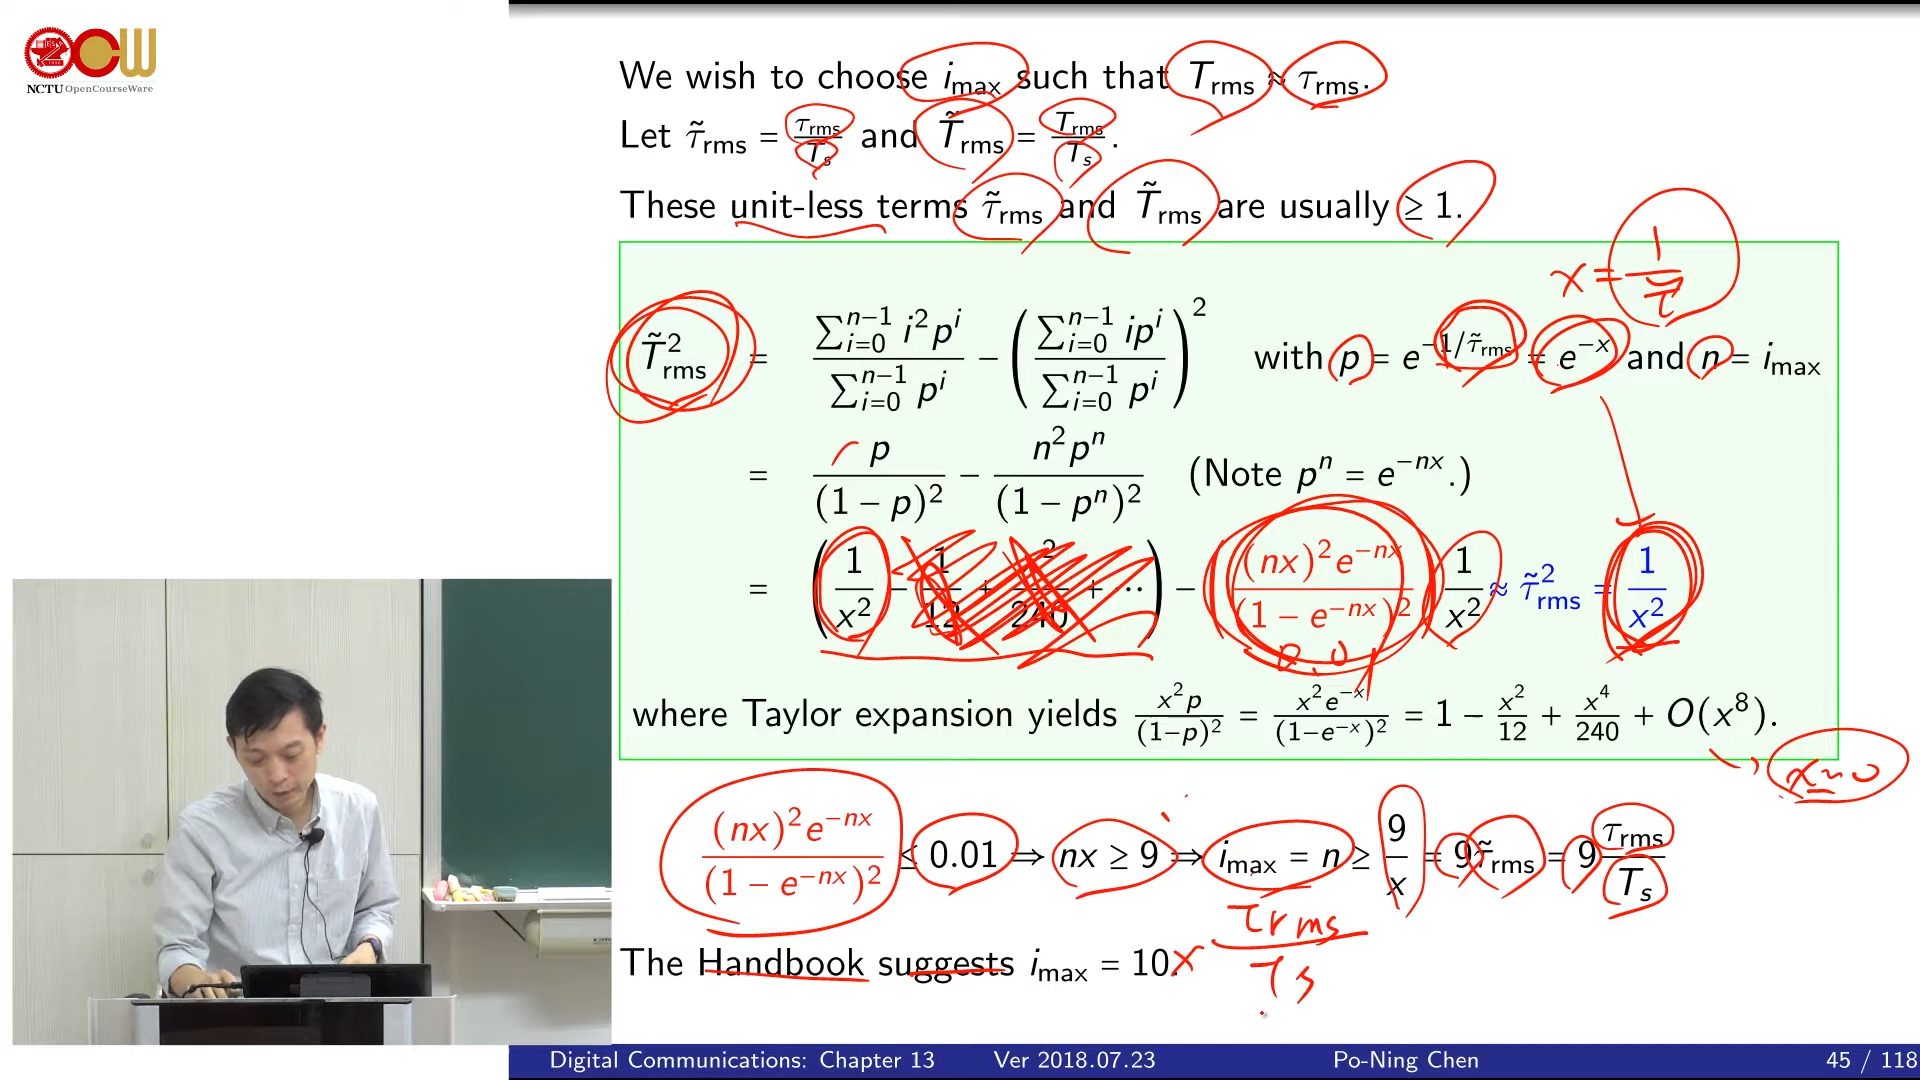 NCTU OpenCourseWare
We wish to choose i_max such that T_rms ≈ τ_rms.
Let τ̃_rms = τ_rms/T_s and T̃_rms = T_rms/T_s.
These unit-less terms τ̃_rms and T̃_rms are usually ≥ 1.
x = 1/τ̃
T̃²_rms = (∑_{i=0}^{n−1} i²p^i)/(∑_{i=0}^{n−1} p^i) − ((∑_{i=0}^{n−1} ip^i)/(∑_{i=0}^{n−1} p^i))² with p = e^{−1/τ̃_rms} = e^{−x} and n = i_max
= p/(1 − p)² − n²p^n/(1 − p^n)² (Note p^n = e^{−nx}.)
= (1/x² − 1/12 + x²/240 + ⋯) − (nx)²e^{−nx}/(1 − e^{−nx})² 1/x² ≈ τ̃²_rms = 1/x²
0.01
where Taylor expansion yields x²p/(1−p)² = x²e^{−x}/(1−e^{−x})² = 1 − x²/12 + x⁴/240 + O(x⁸).
x≈0
(nx)²e^{−nx}/(1 − e^{−nx})² ≤ 0.01 ⇒ nx ≥ 9 ⇒ i_max = n ≥ 9/x = 9τ̃_rms = 9 τ_rms/T_s
The Handbook suggests i_max = 10. × τrms/Ts
Digital Communications: Chapter 13 Ver 2018.07.23 Po-Ning Chen 45 / 118